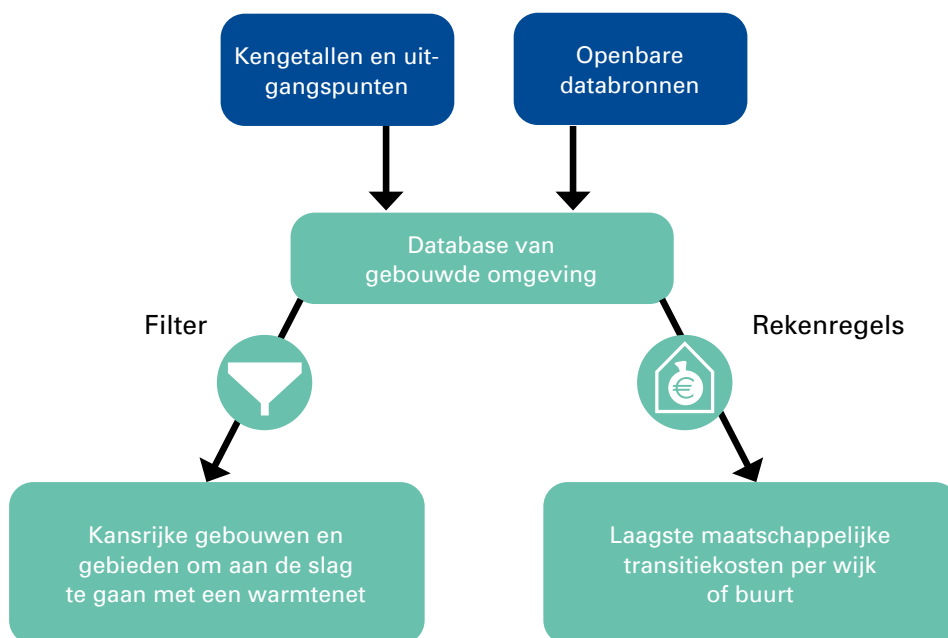 Kengetallen en uit-
gangspunten
Openbare
databronnen
Database van
gebouwde omgeving
Filter
Rekenregels
€
Kansrijke gebouwen en
gebieden om aan de slag
te gaan met een warmtenet
Laagste maatschappelijke
transitiekosten per wijk
of buurt